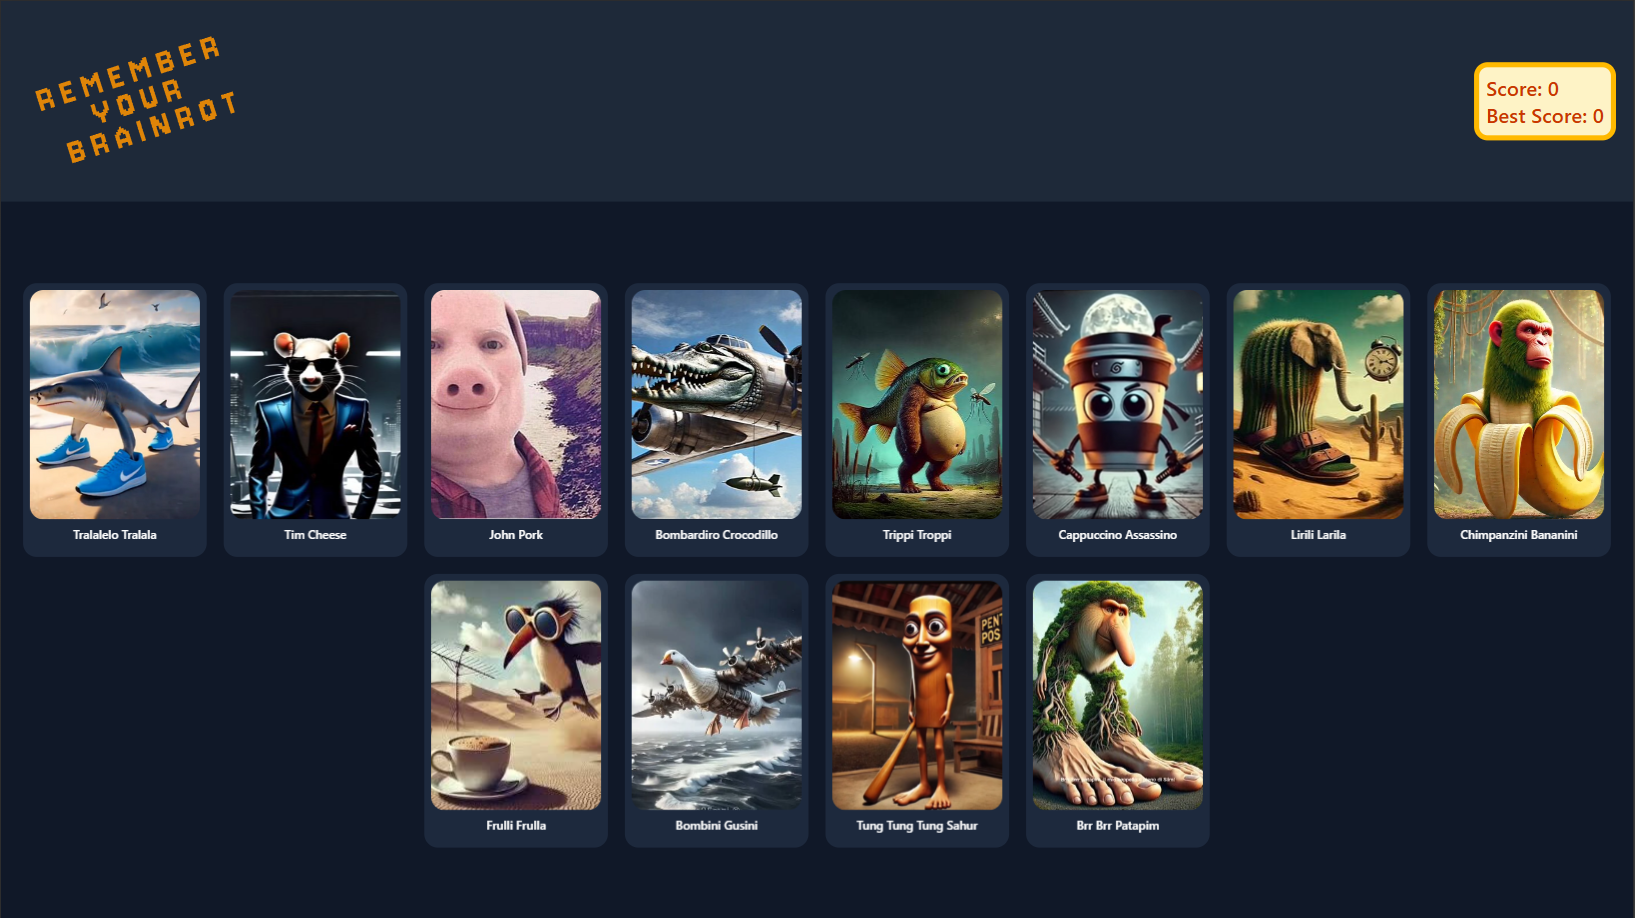 REMEMBER
YOUR
BRAINROT
Score: 0
Best Score: 0
Tralalelo Tralala
Tim Cheese
John Pork
Bombardiro Crocodillo
Trippi Troppi
Cappuccino Assassino
Lirili Larila
Chimpanzini Bananini
PEN
POS
Frulli Frulla
Bombini Gusini
Tung Tung Tung Sahur
Brr Brr Patapim